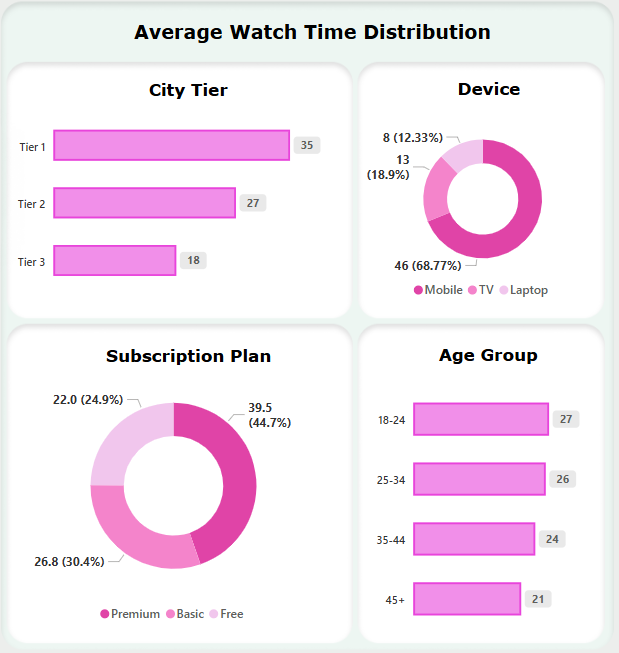 Average Watch Time Distribution
City Tier
Tier 1
35
Tier 2
27
Tier 3
18
Device
8 (12.33%)
13
(18.9%)
46 (68.77%)
Mobile TV Laptop
Subscription Plan
22.0 (24.9%)
39.5
(44.7%)
26.8 (30.4%)
Premium Basic Free
Age Group
18-24
27
25-34
26
35-44
24
45+
21